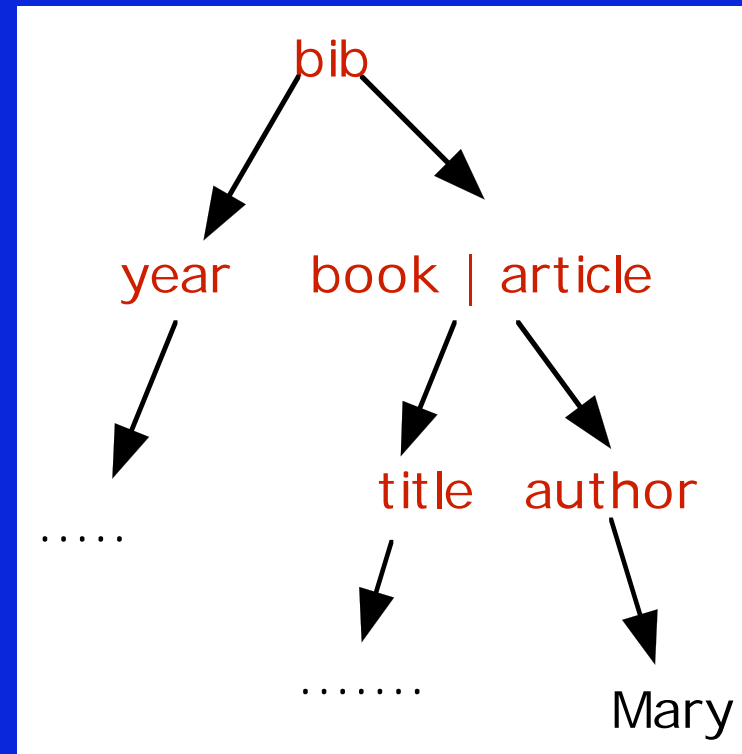 bib
year book | article
title author
.....
.......
Mary